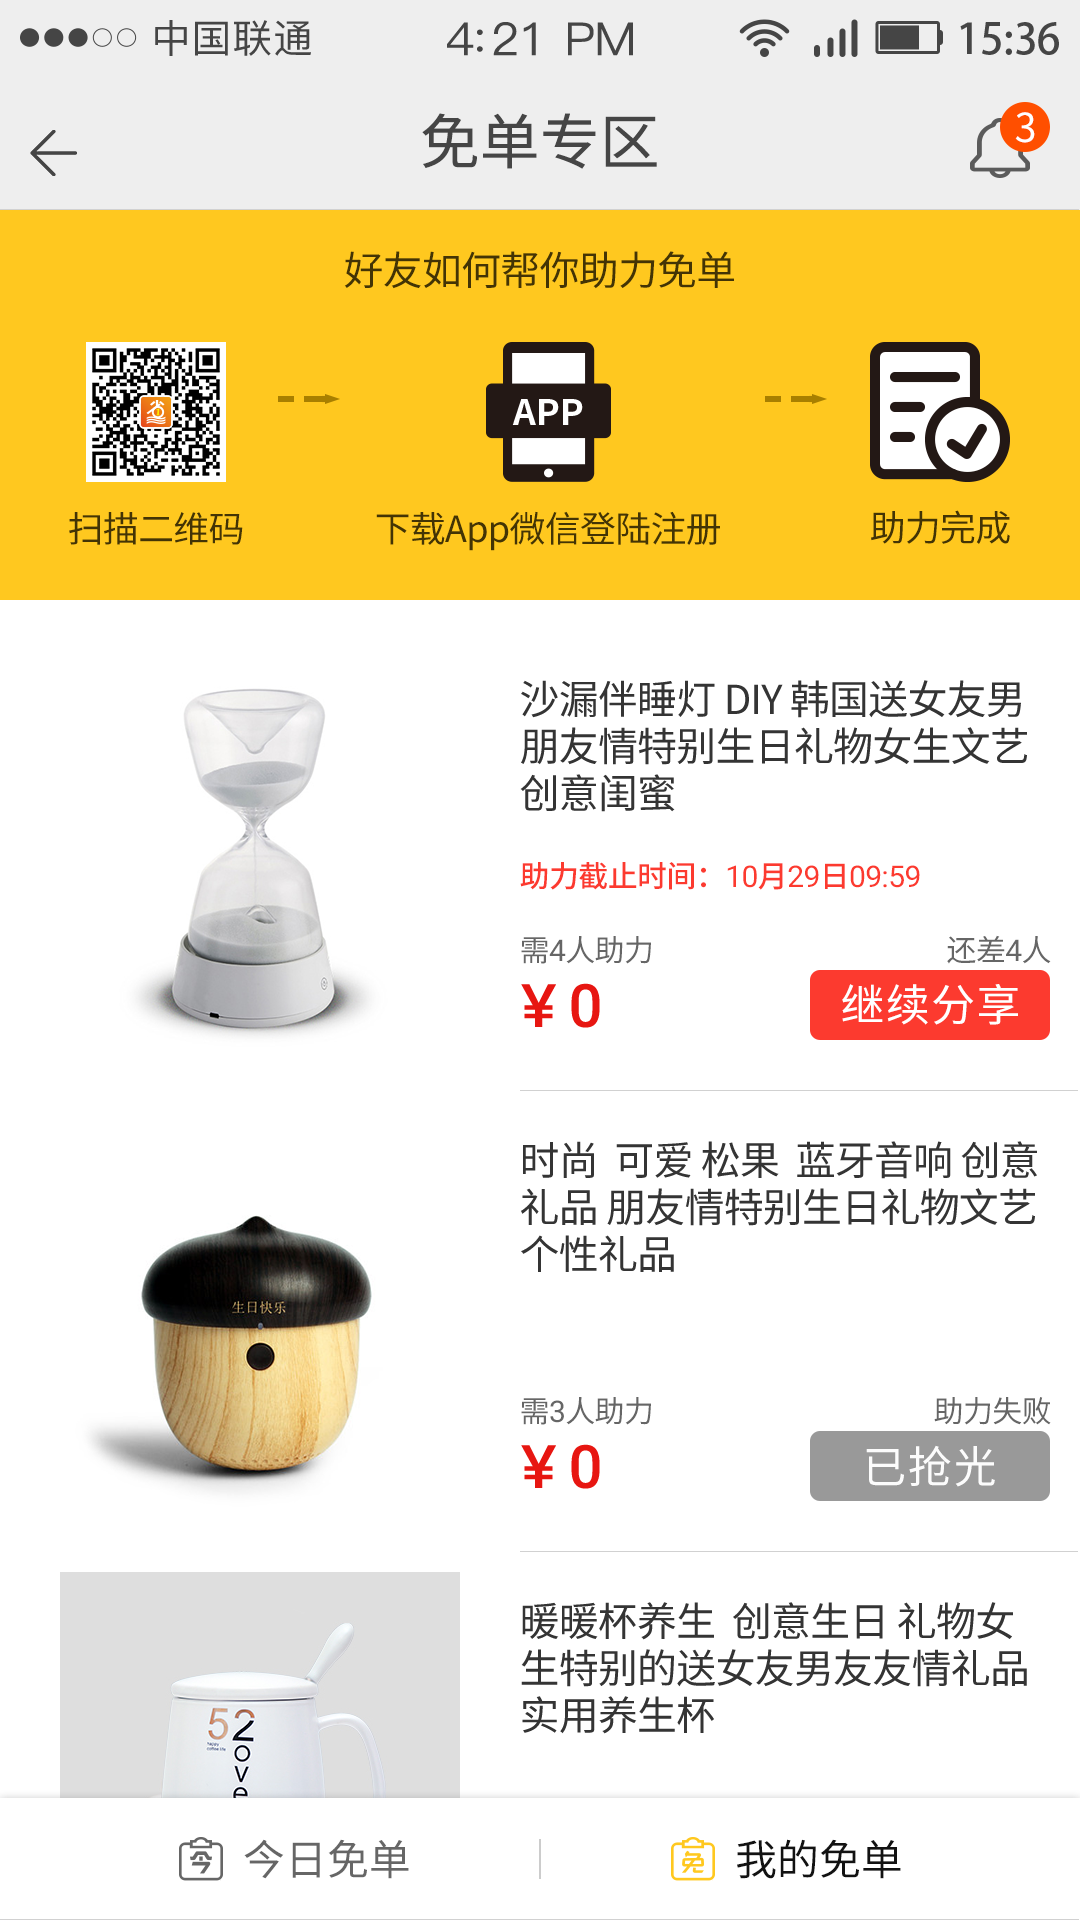 中国联通 4:21 PM 15:36
免单专区
3
好友如何帮你助力免单
APP
扫描二维码 下载App微信登陆注册 助力完成
沙漏伴睡灯 DIY 韩国送女友男
朋友情特别生日礼物女生文艺
创意闺蜜
助力截止时间：10月29日09:59
需4人助力 还差4人
¥ 0 继续分享
时尚 可爱 松果 蓝牙音响 创意
礼品 朋友情特别生日礼物文艺
个性礼品
生日快乐
需3人助力 助力失败
¥ 0 已抢光
暖暖杯养生 创意生日 礼物女
生特别的送女友男友友情礼品
实用养生杯
52
ove
今 今日免单 免 我的免单